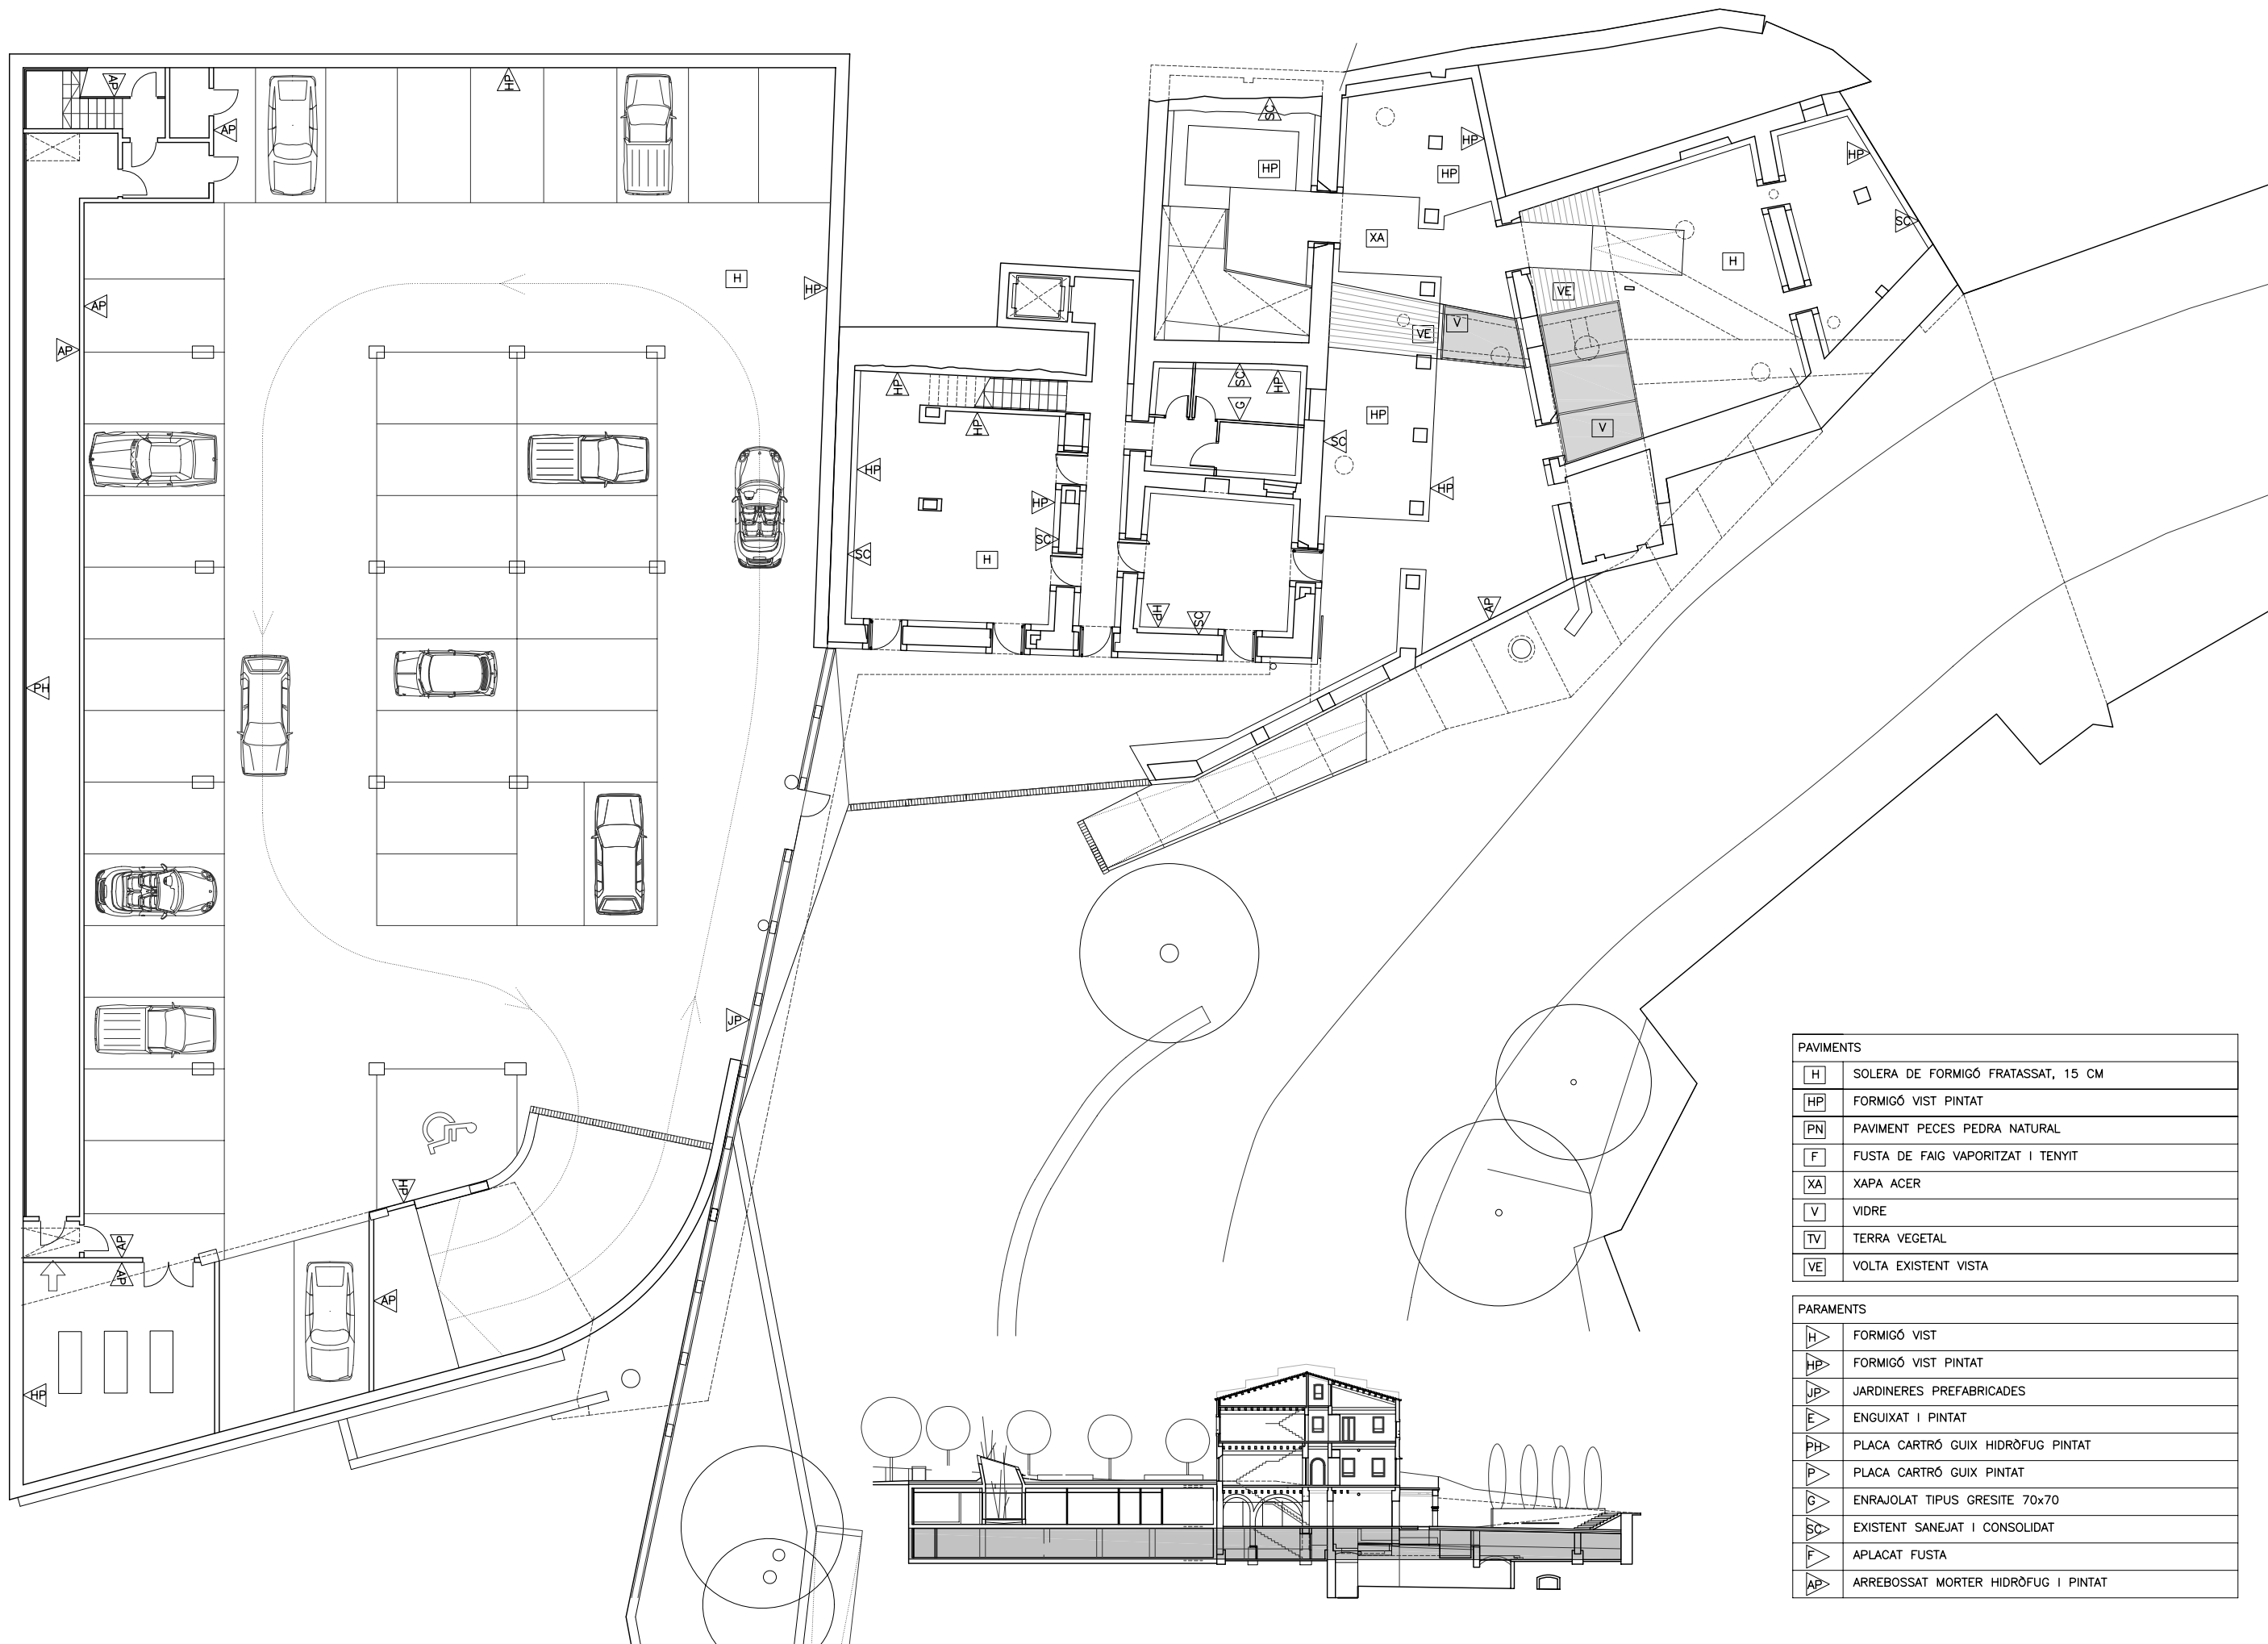 AP
HP
AP
H
HP
AP
AP
PH
HP
HP
HP
SC
HP
SC
H
SC
HP
HP
HP
XA
HP
SC
H
VE
VE
V
V
SC
HP
G
HP
SC
HP
HP
SC
AP
JP
HP
AP
AP
AP
HP
PAVIMENTS
H SOLERA DE FORMIGÓ FRATASSAT, 15 CM
HP FORMIGÓ VIST PINTAT
PN PAVIMENT PECES PEDRA NATURAL
F FUSTA DE FAIG VAPORITZAT I TENYIT
XA XAPA ACER
V VIDRE
TV TERRA VEGETAL
VE VOLTA EXISTENT VISTA
PARAMENTS
H FORMIGÓ VIST
HP FORMIGÓ VIST PINTAT
JP JARDINERES PREFABRICADES
E ENGUIXAT I PINTAT
PH PLACA CARTRÓ GUIX HIDRÒFUG PINTAT
P PLACA CARTRÓ GUIX PINTAT
G ENRAJOLAT TIPUS GRESITE 70x70
SC EXISTENT SANEJAT I CONSOLIDAT
F APLACAT FUSTA
AP ARREBOSSAT MORTER HIDRÒFUG I PINTAT